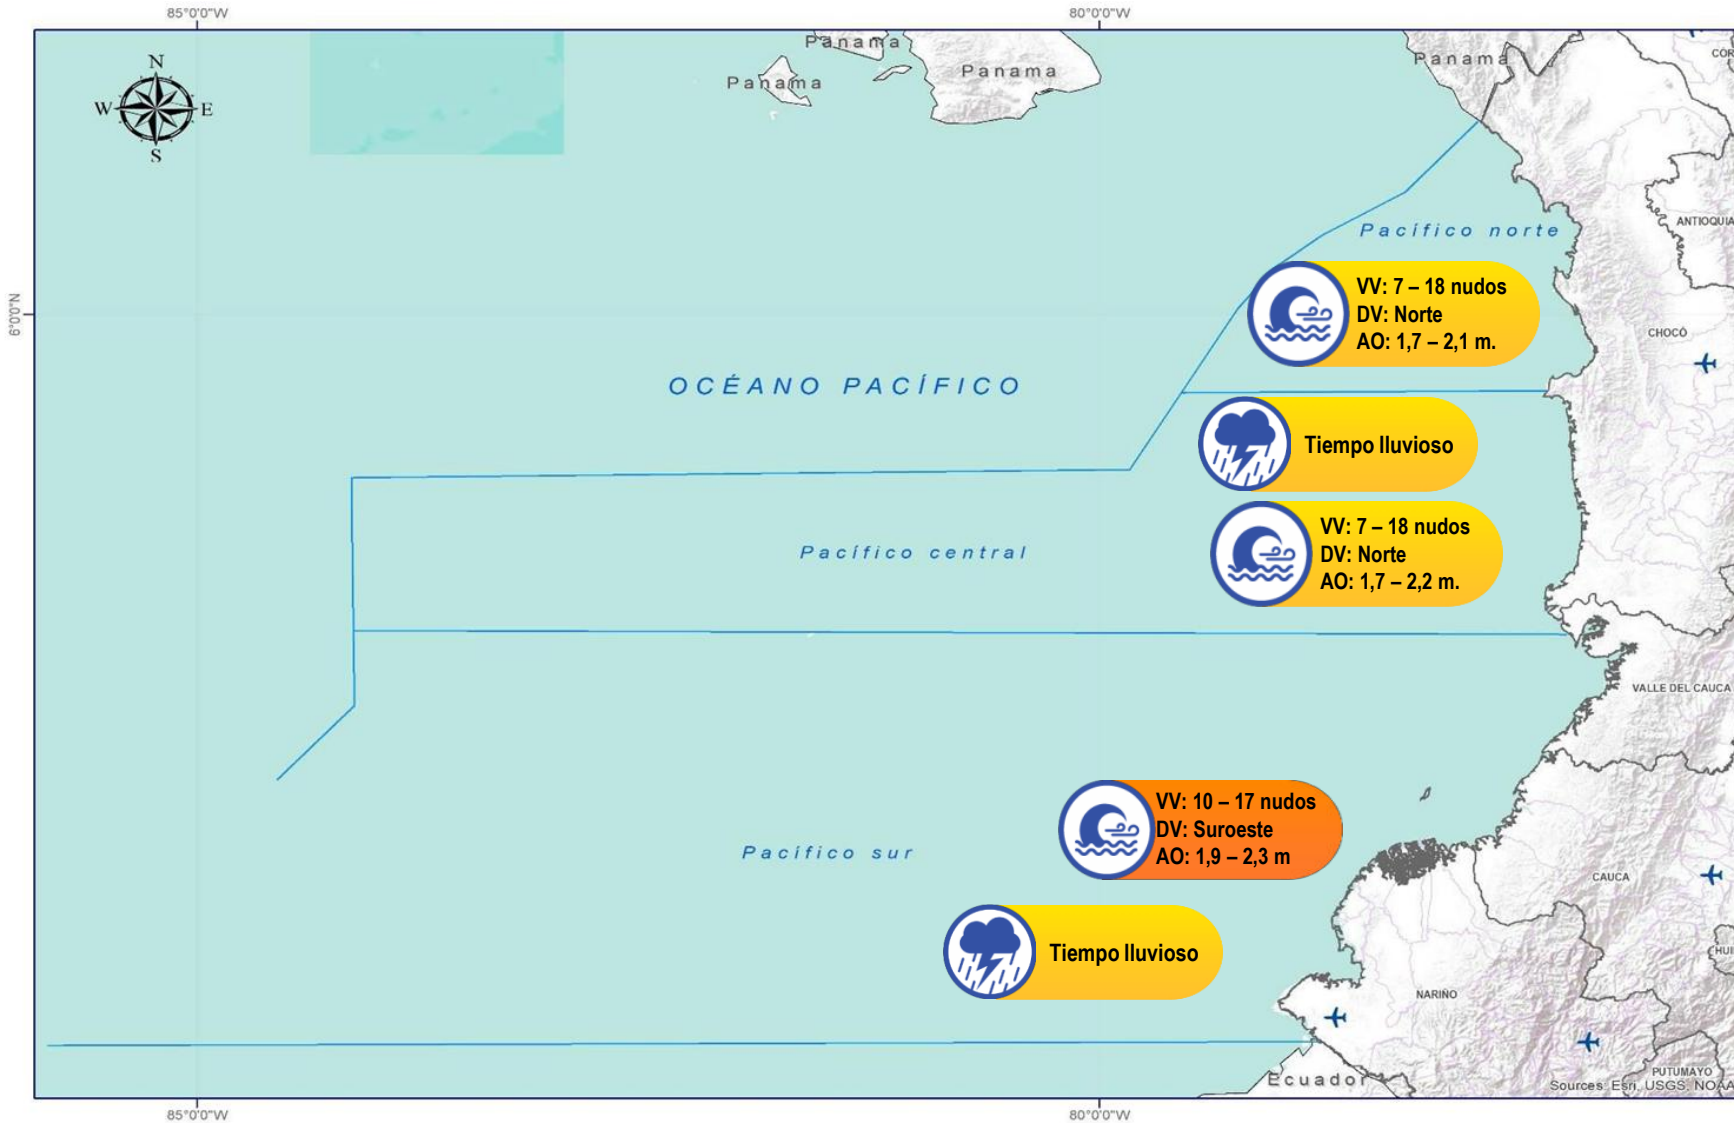 85°0'0"W
80°0'0"W
N
W
E
S
Panama
Panama
Panama
Panama
COR
ANTIOQUIA
Pacífico norte
6°0'0"N
VV: 7 – 18 nudos
DV: Norte
AO: 1,7 – 2,1 m.
CHOCÓ
OCÉANO PACÍFICO
Tiempo lluvioso
VV: 7 – 18 nudos
DV: Norte
AO: 1,7 – 2,2 m.
Pacífico central
VALLE DEL CAUCA
VV: 10 – 17 nudos
DV: Suroeste
AO: 1,9 – 2,3 m
Pacífico sur
CAUCA
Tiempo lluvioso
HUI
NARIÑO
PUTUMAYO
Ecuador
Sources: Esri, USGS, NOAA
85°0'0"W
80°0'0"W